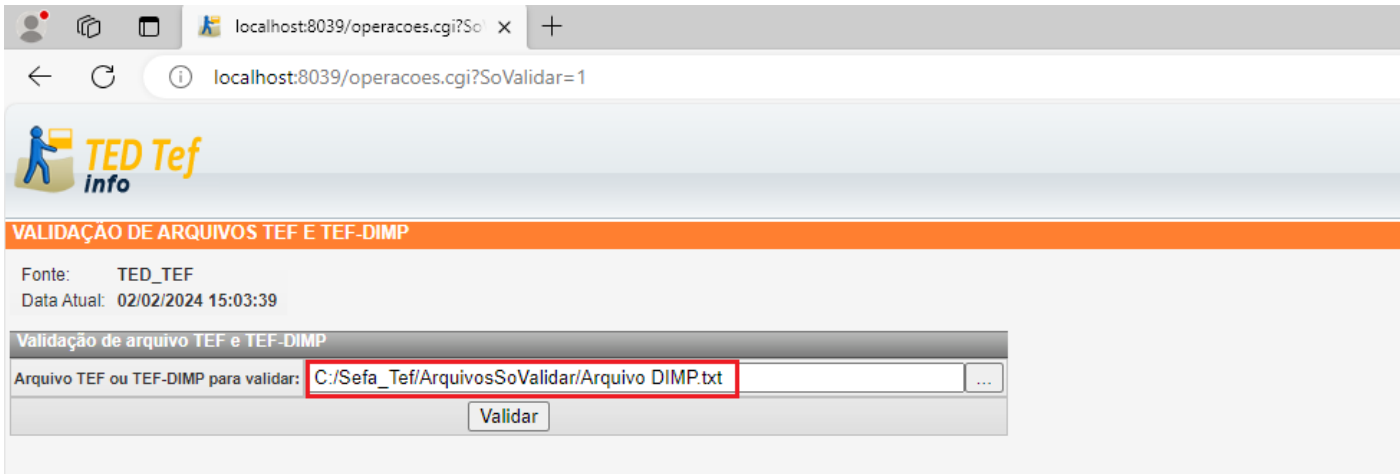 localhost:8039/operacoes.cgi?So
localhost:8039/operacoes.cgi?SoValidar=1
TED Tef
info
VALIDAÇÃO DE ARQUIVOS TEF E TEF-DIMP
Fonte: TED_TEF
Data Atual: 02/02/2024 15:03:39
Validação de arquivo TEF e TEF-DIMP
Arquivo TEF ou TEF-DIMP para validar: C:/Sefa_Tef/ArquivosSoValidar/Arquivo DIMP.txt ...
Validar